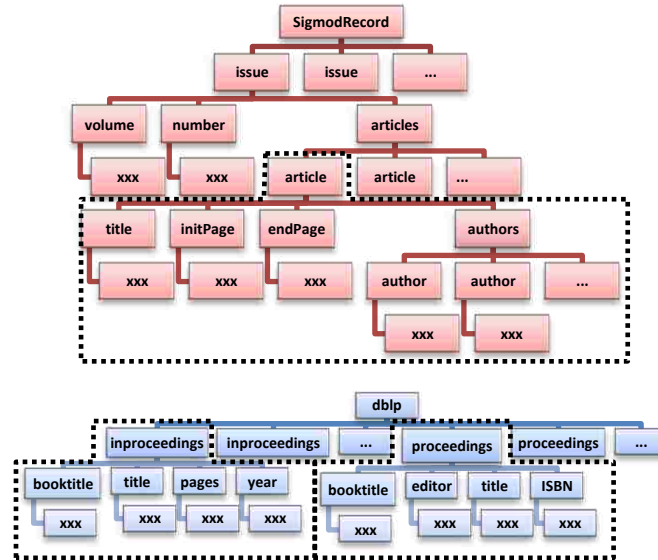 SigmodRecord
issue issue ...
volume number articles
xxx xxx article article ...
title initPage endPage authors
xxx xxx xxx author author ...
xxx xxx
dblp
inproceedings inproceedings ... proceedings proceedings ...
booktitle title pages year booktitle editor title ISBN
xxx xxx xxx xxx xxx xxx xxx xxx